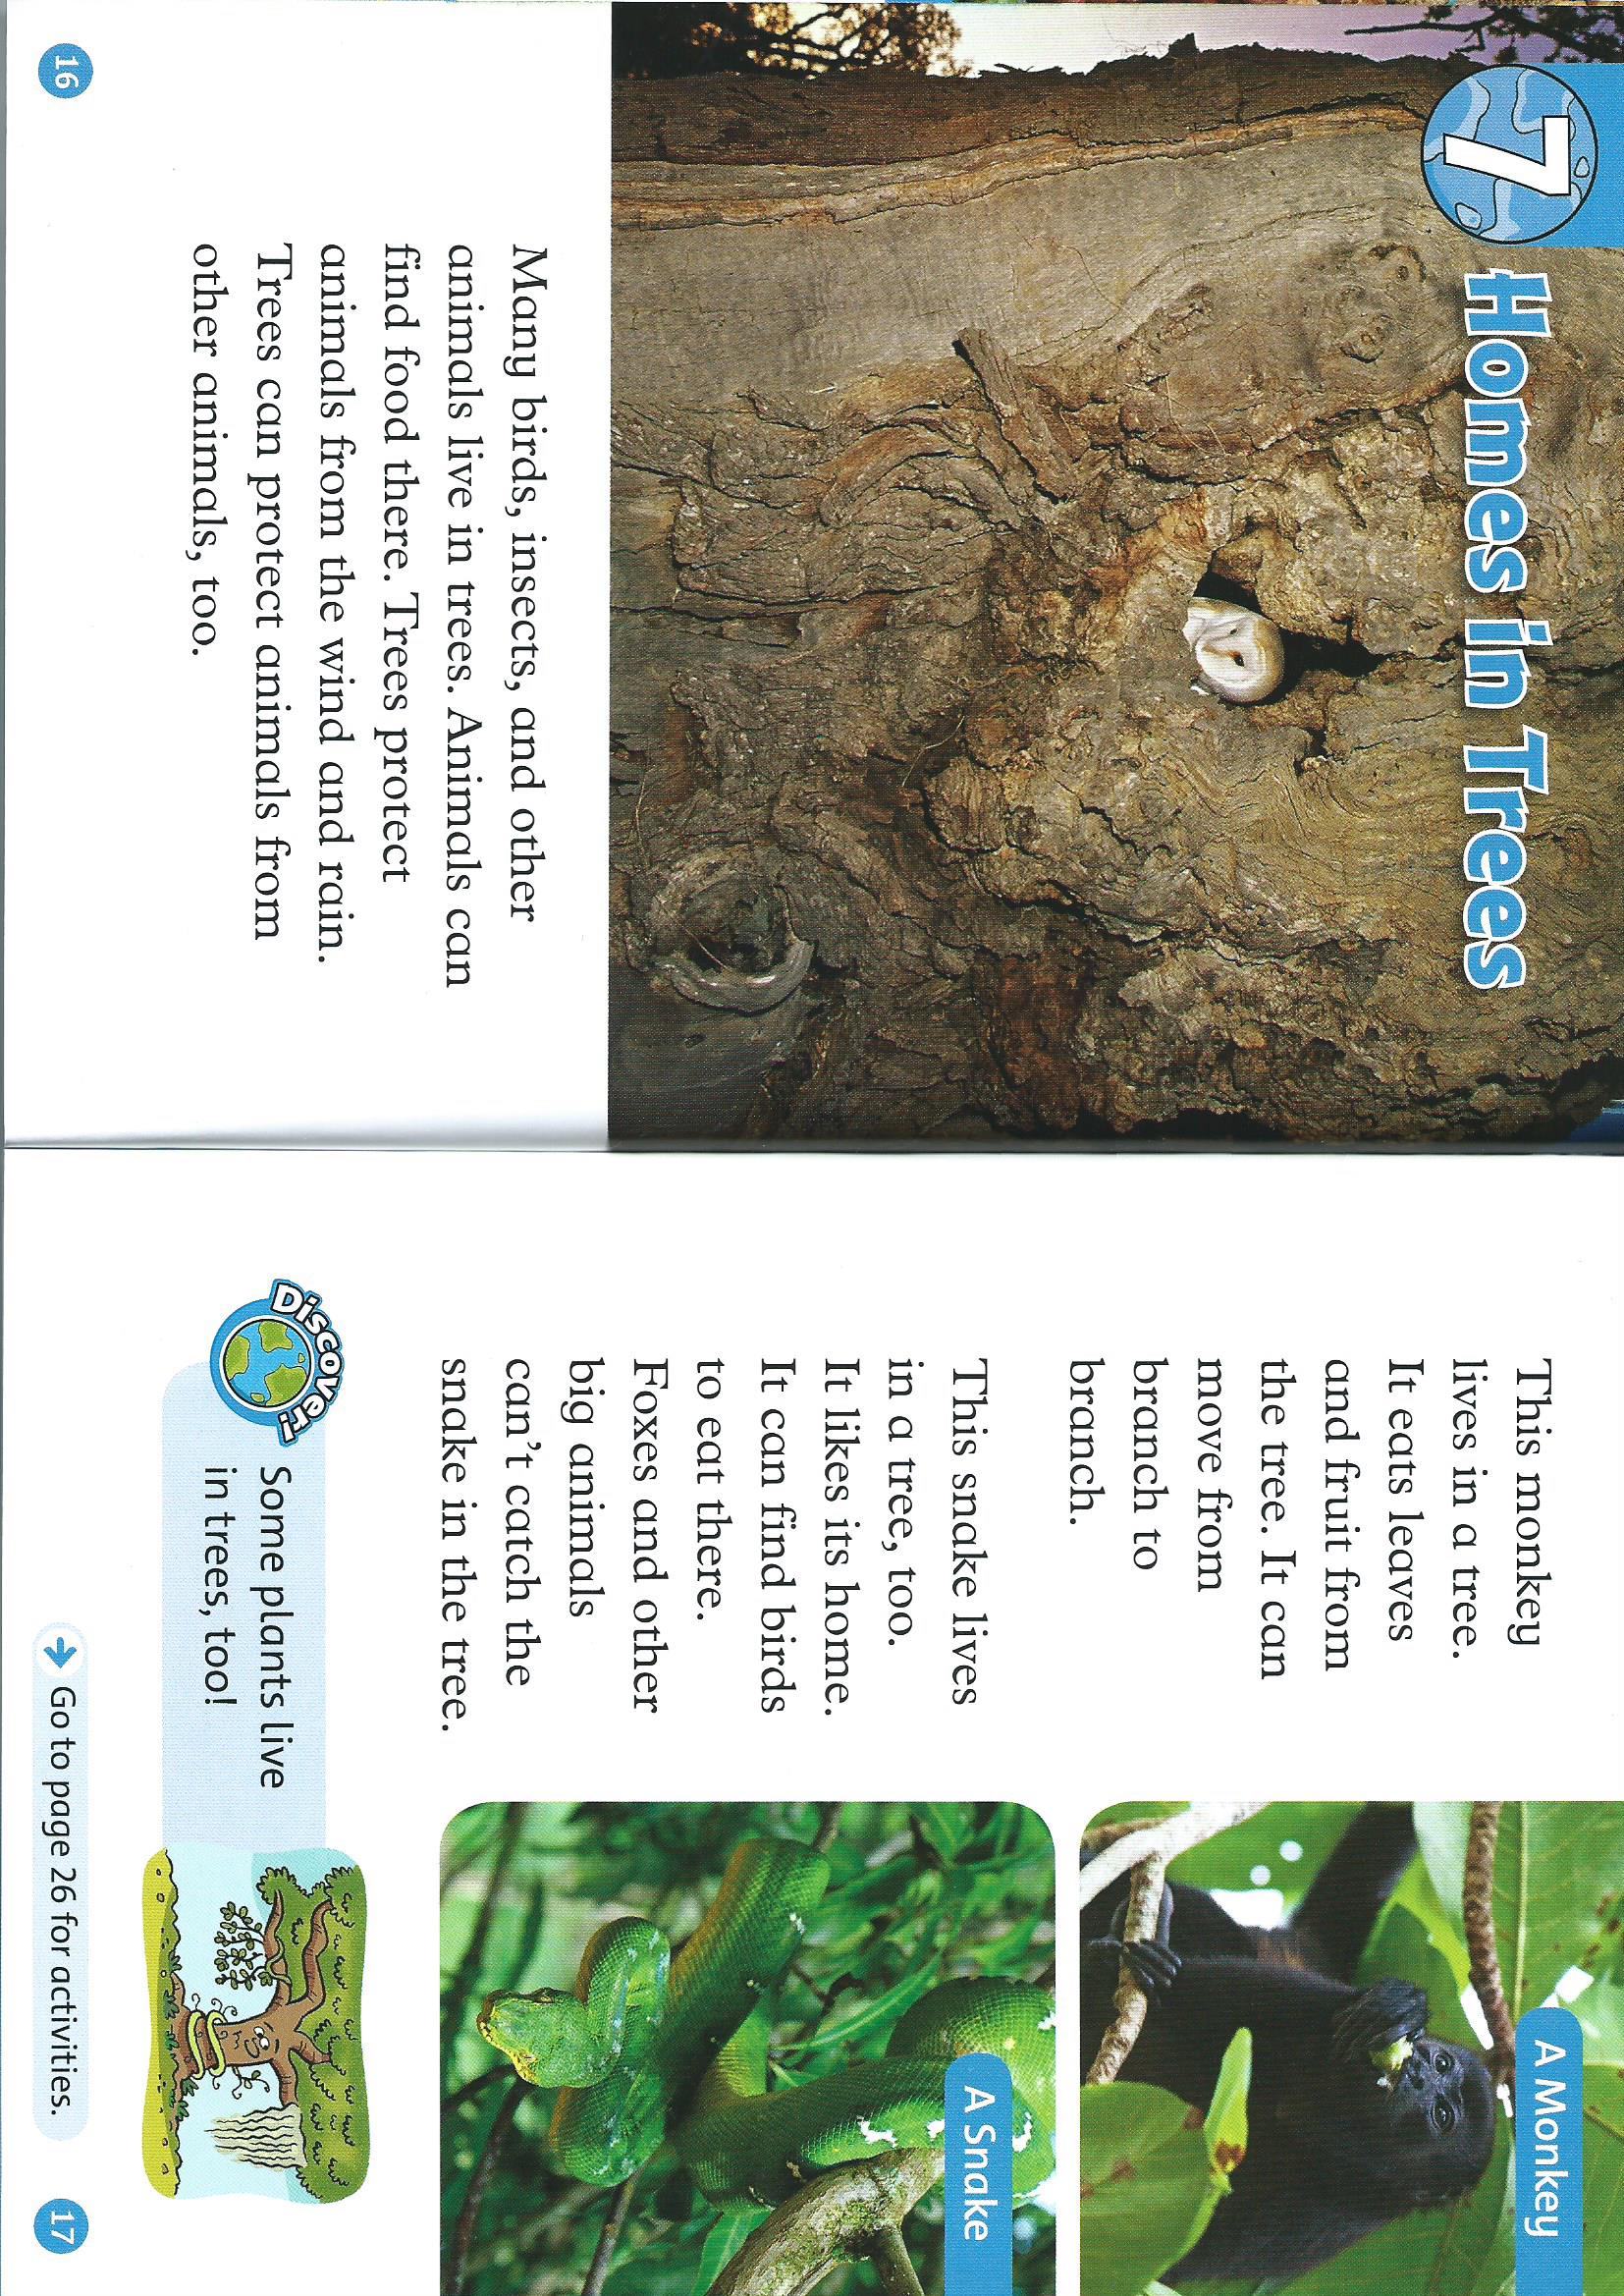 7
Homes in Trees
Many birds, insects, and other
animals live in trees. Animals can
find food there. Trees protect
animals from the wind and rain.
Trees can protect animals from
other animals, too.
16
This monkey
lives in a tree.
It eats leaves
and fruit from
the tree. It can
move from
branch to
branch.
A Monkey
This snake lives
in a tree, too.
It likes its home.
It can find birds
to eat there.
Foxes and other
big animals
can't catch the
snake in the tree.
A Snake
Discover!
Some plants live
in trees, too!
Go to page 26 for activities.
17